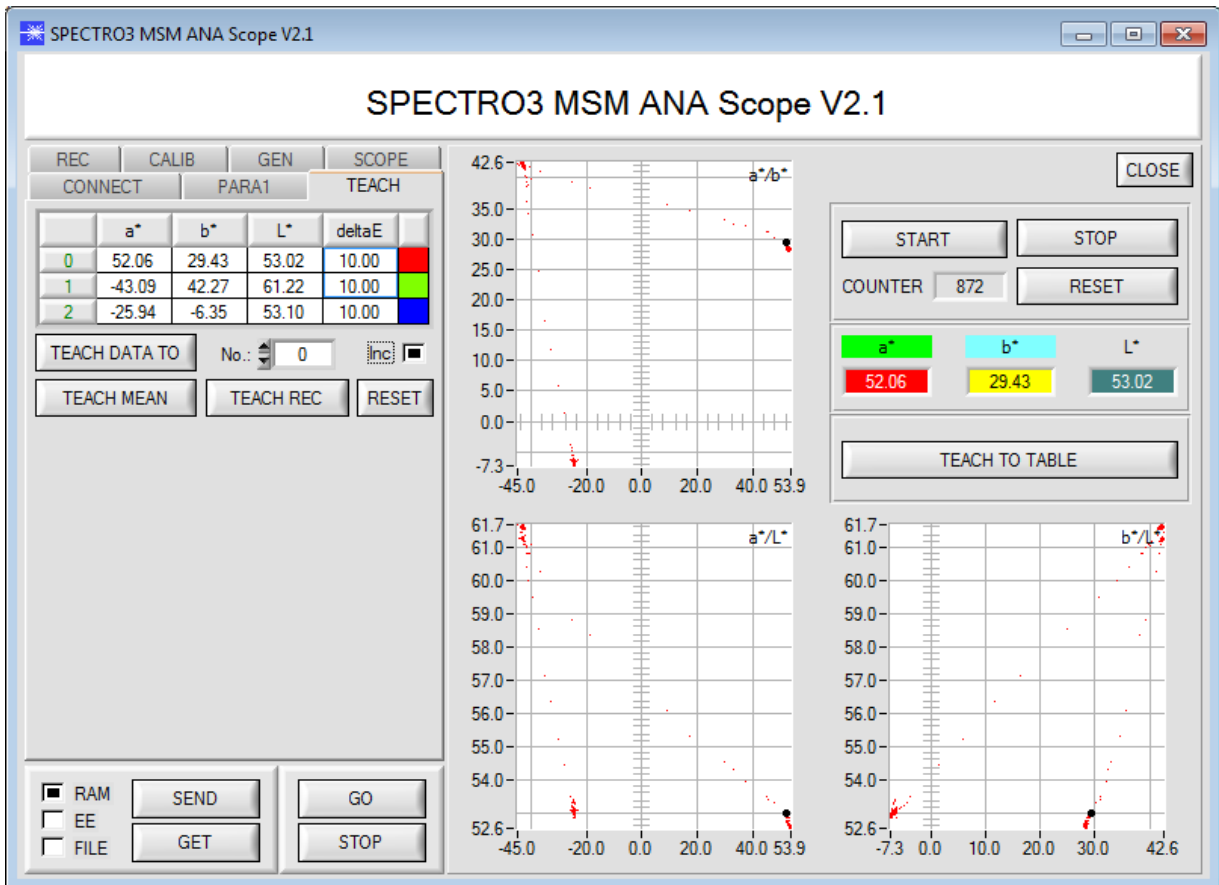 SPECTRO3 MSM ANA Scope V2.1
SPECTRO3 MSM ANA Scope V2.1
REC CALIB GEN SCOPE
CONNECT PARA1 TEACH
a* b* L* deltaE
0 52.06 29.43 53.02 10.00
1 -43.09 42.27 61.22 10.00
2 -25.94 -6.35 53.10 10.00
TEACH DATA TO No.: 0 Inc
TEACH MEAN TEACH REC RESET
RAM
EE
FILE
SEND
GET
GO
STOP
a*/b*
42.6
35.0
30.0
25.0
20.0
15.0
10.0
5.0
0.0
-7.3
-45.0 -20.0 0.0 20.0 40.0 53.9
CLOSE
START STOP
COUNTER 872 RESET
a* b* L*
52.06 29.43 53.02
TEACH TO TABLE
a*/L*
61.7
61.0
60.0
59.0
58.0
57.0
56.0
55.0
54.0
52.6
-45.0 -20.0 0.0 20.0 40.0 53.9
b*/L*
61.7
61.0
60.0
59.0
58.0
57.0
56.0
55.0
54.0
52.6
-7.3 0.0 10.0 20.0 30.0 42.6